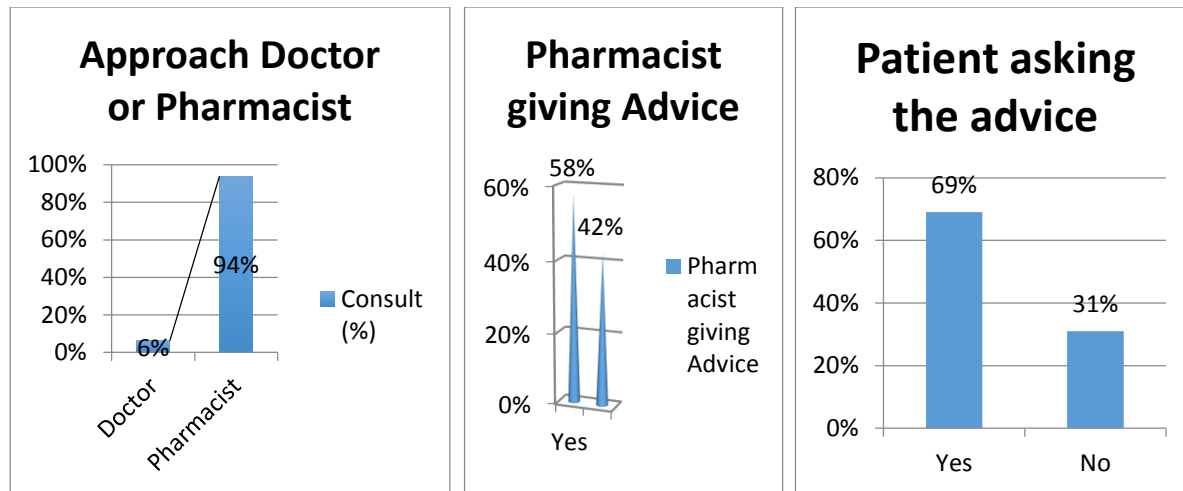 Approach Doctor
or Pharmacist
100%
80%
60%
40%
20%
0%
94%
6%
Doctor
Pharmacist
Consult
(%)
Pharmacist
giving Advice
58%
60%
42%
40%
20%
0%
Yes
Pharm
acist
giving
Advice
Patient asking
the advice
80%
60%
40%
20%
0%
69%
31%
Yes
No